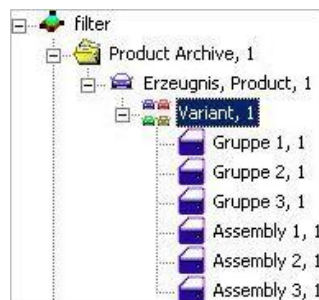 filter
Product Archive, 1
Erzeugnis, Product, 1
Variant, 1
Gruppe 1, 1
Gruppe 2, 1
Gruppe 3, 1
Assembly 1, 1
Assembly 2, 1
Assembly 3, 1